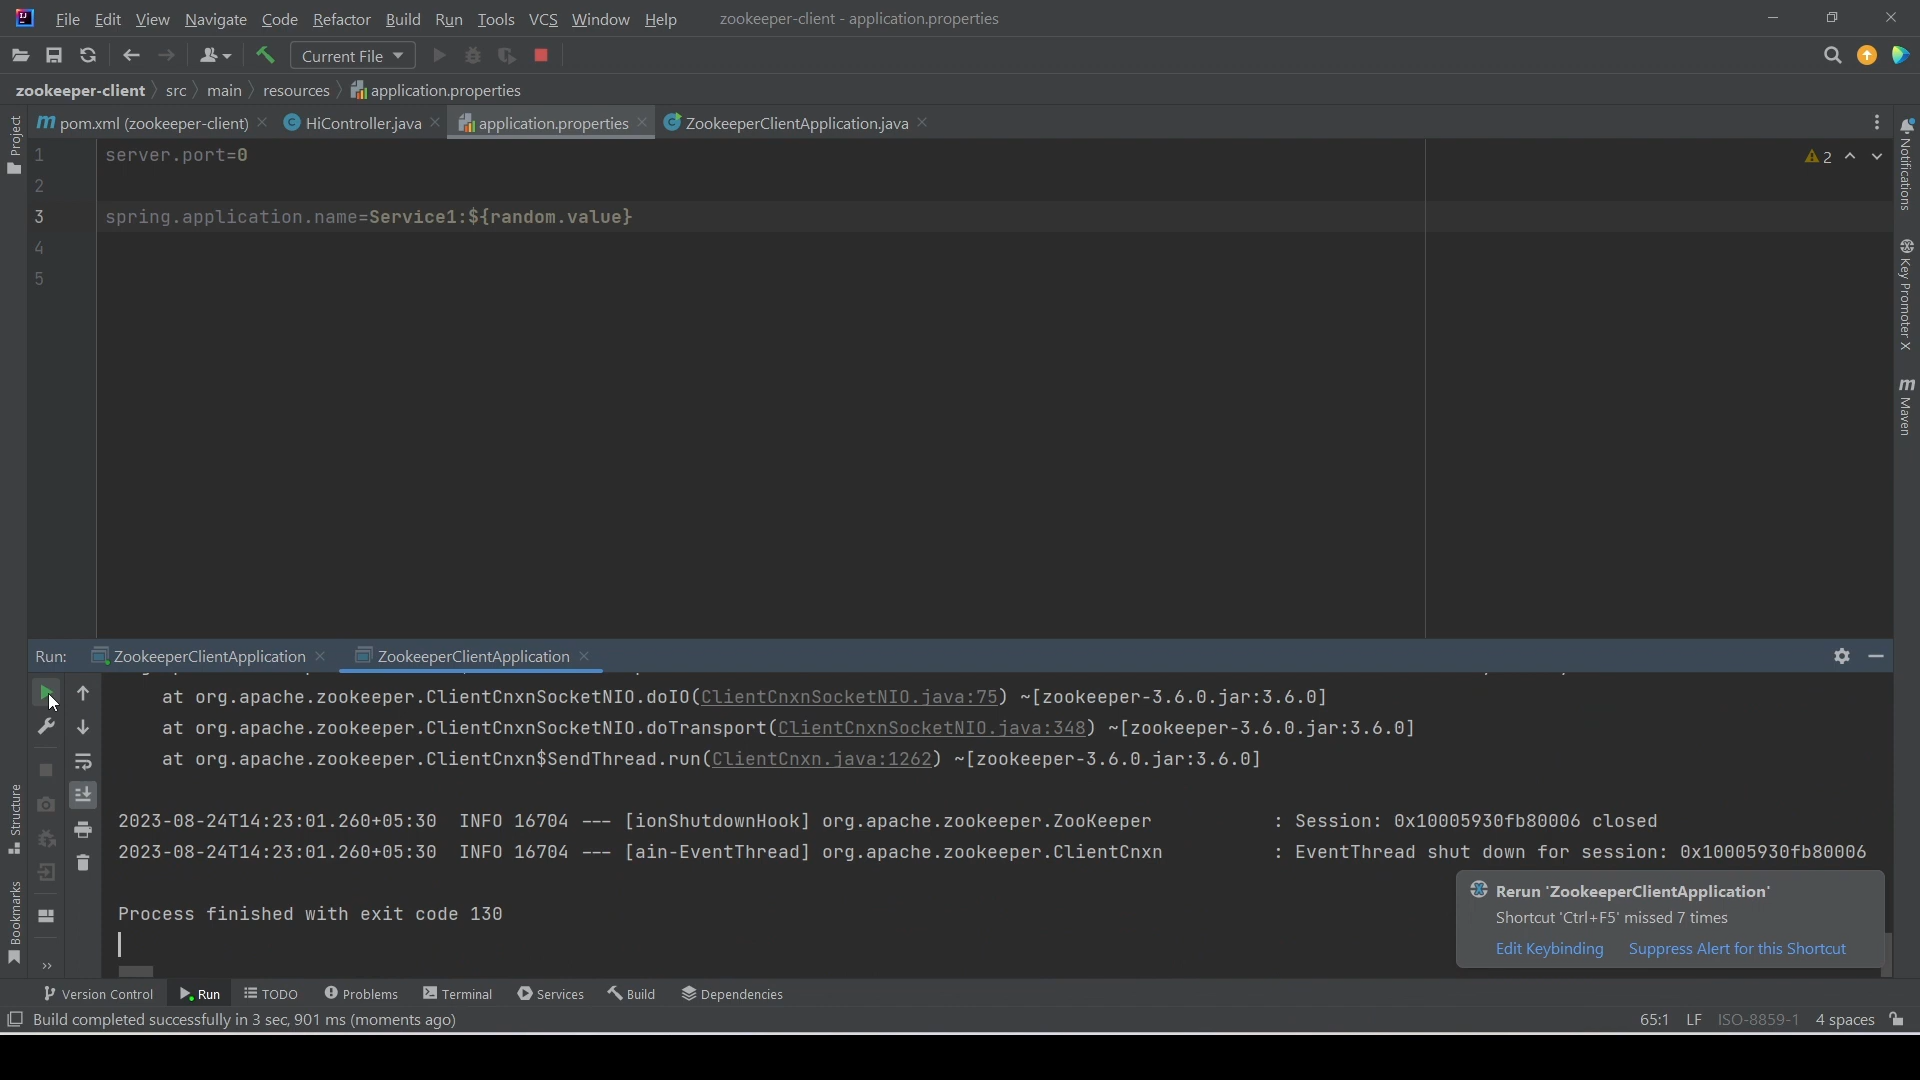 File Edit View Navigate Code Refactor Build Run Tools VCS Window Help zookeeper-client - application.properties
Current File
zookeeper-client src main resources application.properties
pom.xml (zookeeper-client) HiController.java application.properties ZookeeperClientApplication.java
Project
Notifications
Key Promoter X
Maven
2
1 server.port=0
2
3 spring.application.name=Service1:${random.value}
4
5
Run: ZookeeperClientApplication ZookeeperClientApplication
at org.apache.zookeeper.ClientCnxnSocketNIO.doIO(ClientCnxnSocketNIO.java:75) ~[zookeeper-3.6.0.jar:3.6.0]
at org.apache.zookeeper.ClientCnxnSocketNIO.doTransport(ClientCnxnSocketNIO.java:348) ~[zookeeper-3.6.0.jar:3.6.0]
at org.apache.zookeeper.ClientCnxn$SendThread.run(ClientCnxn.java:1262) ~[zookeeper-3.6.0.jar:3.6.0]
2023-08-24T14:23:01.260+05:30 INFO 16704 --- [ionShutdownHook] org.apache.zookeeper.ZooKeeper : Session: 0x10005930fb80006 closed
2023-08-24T14:23:01.260+05:30 INFO 16704 --- [ain-EventThread] org.apache.zookeeper.ClientCnxn : EventThread shut down for session: 0x10005930fb80006
Process finished with exit code 130
Structure
Bookmarks
Rerun 'ZookeeperClientApplication'
Shortcut 'Ctrl+F5' missed 7 times
Edit Keybinding Suppress Alert for this Shortcut
Version Control Run TODO Problems Terminal Services Build Dependencies
Build completed successfully in 3 sec, 901 ms (moments ago) 65:1 LF ISO-8859-1 4 spaces